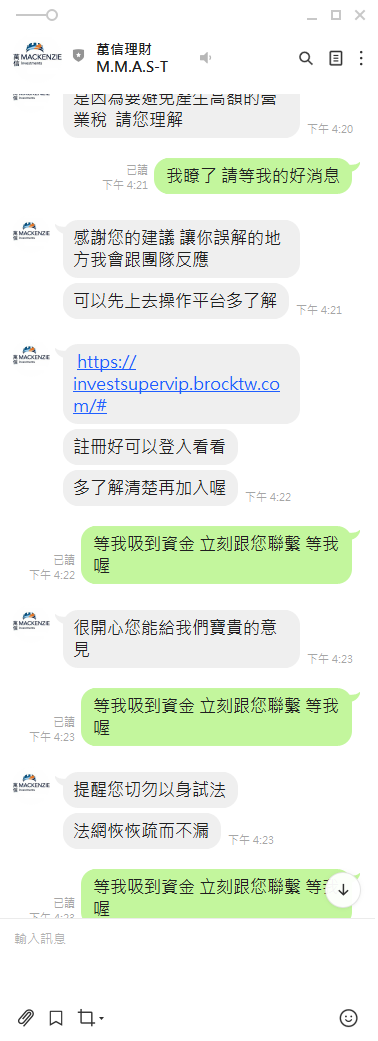 MACKENZIE
Investments
萬信
萬信理財
M.M.A.S-T
是因為要避免產生高額的營
業稅 請您理解
下午 4:20
已讀
下午 4:21
我瞭了 請等我的好消息
MACKENZIE
感謝您的建議 讓你誤解的地
方我會跟團隊反應
可以先上去操作平台多了解
下午 4:21
MACKENZIE
https://
investsupervip.brocktw.co
m/#
註冊好可以登入看看
多了解清楚再加入喔
下午 4:22
已讀
下午 4:22
等我吸到資金 立刻跟您聯繫 等我
喔
MACKENZIE
很開心您能給我們寶貴的意
見
下午 4:23
已讀
下午 4:23
等我吸到資金 立刻跟您聯繫 等我
喔
MACKENZIE
提醒您切勿以身試法
法網恢恢疏而不漏
下午 4:23
已讀
下午 4:23
等我吸到資金 立刻跟您聯繫 等我
喔
輸入訊息